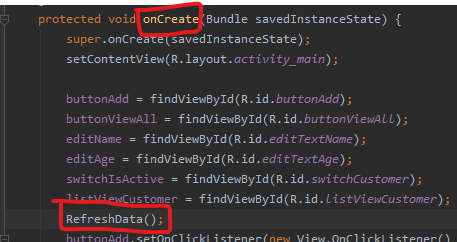 protected void onCreate(Bundle savedInstanceState) {
super.onCreate(savedInstanceState);
setContentView(R.layout.activity_main);
buttonAdd = findViewById(R.id.buttonAdd);
buttonViewAll = findViewById(R.id.buttonViewAll);
editName = findViewById(R.id.editTextName);
editAge = findViewById(R.id.editTextAge);
switchIsActive = findViewById(R.id.switchCustomer);
listViewCustomer = findViewById(R.id.listViewCustomer);
RefreshData();
buttonAdd.setOnClickListener(new View.OnClickListener()